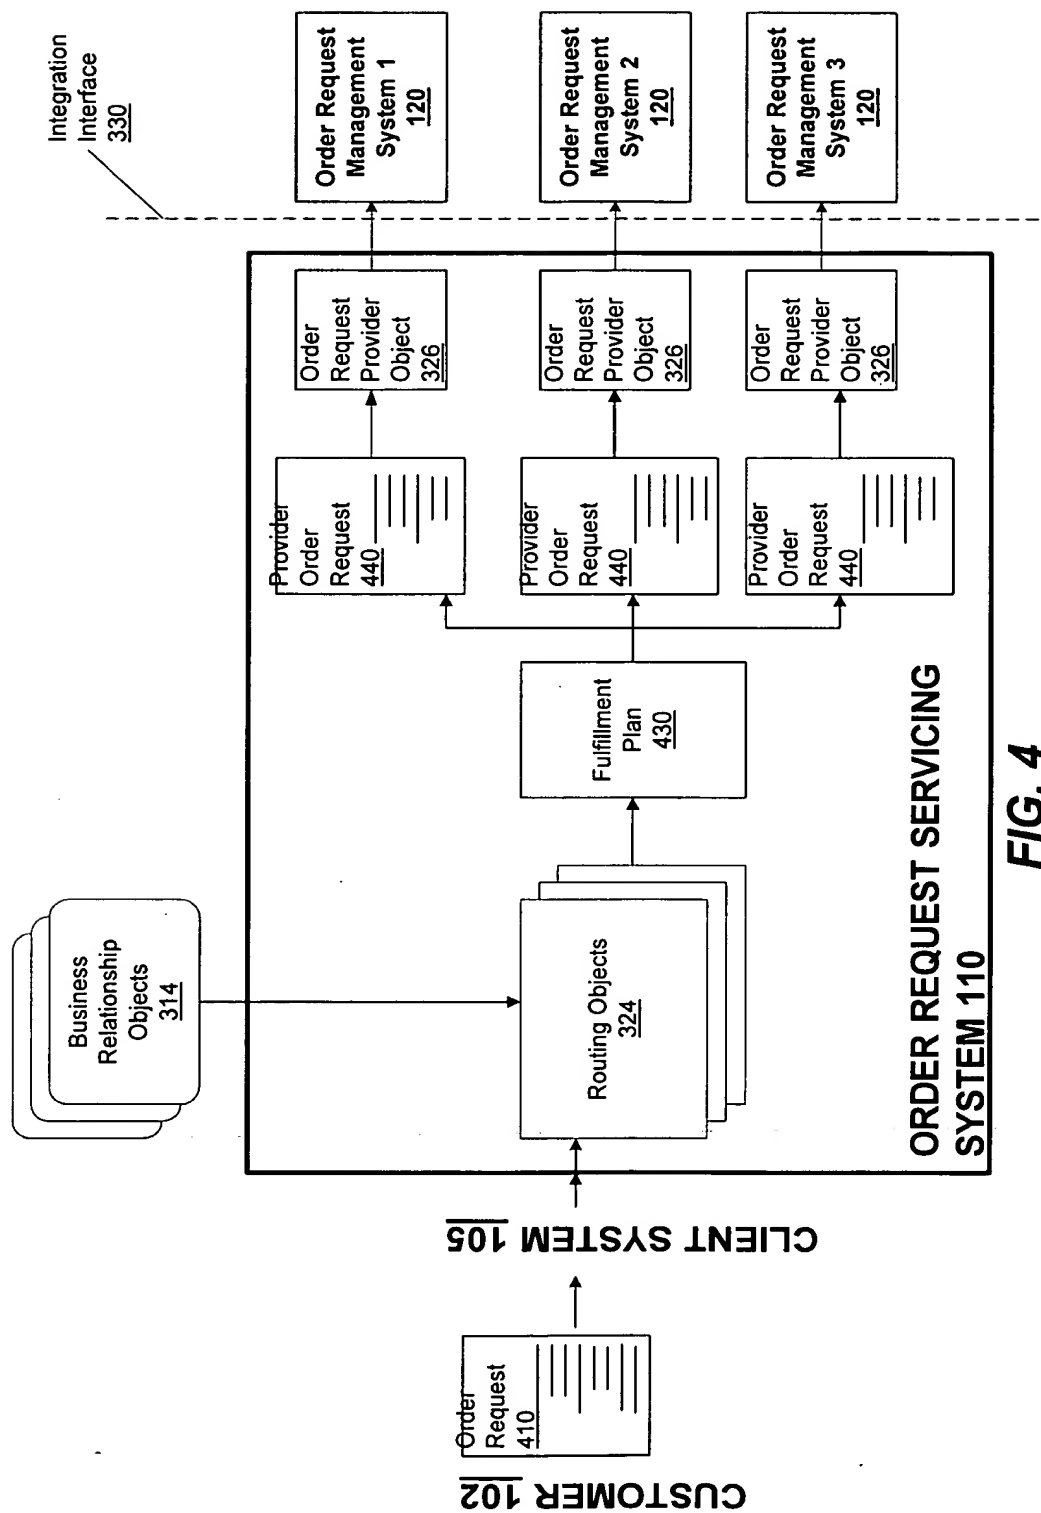 Integration
Interface
330
Order Request
Management
System 1
120
Order Request
Management
System 2
120
Order Request
Management
System 3
120
Order
Request
Provider
Object
326
Order
Request
Provider
Object
326
Order
Request
Provider
Object
326
Provider
Order
Request
440
Provider
Order
Request
440
Provider
Order
Request
440
Fulfillment
Plan
430
Business
Relationship
Objects
314
Routing Objects
324
ORDER REQUEST SERVICING
SYSTEM 110
CLIENT SYSTEM 105
Order
Request
410
CUSTOMER 102
FIG. 4